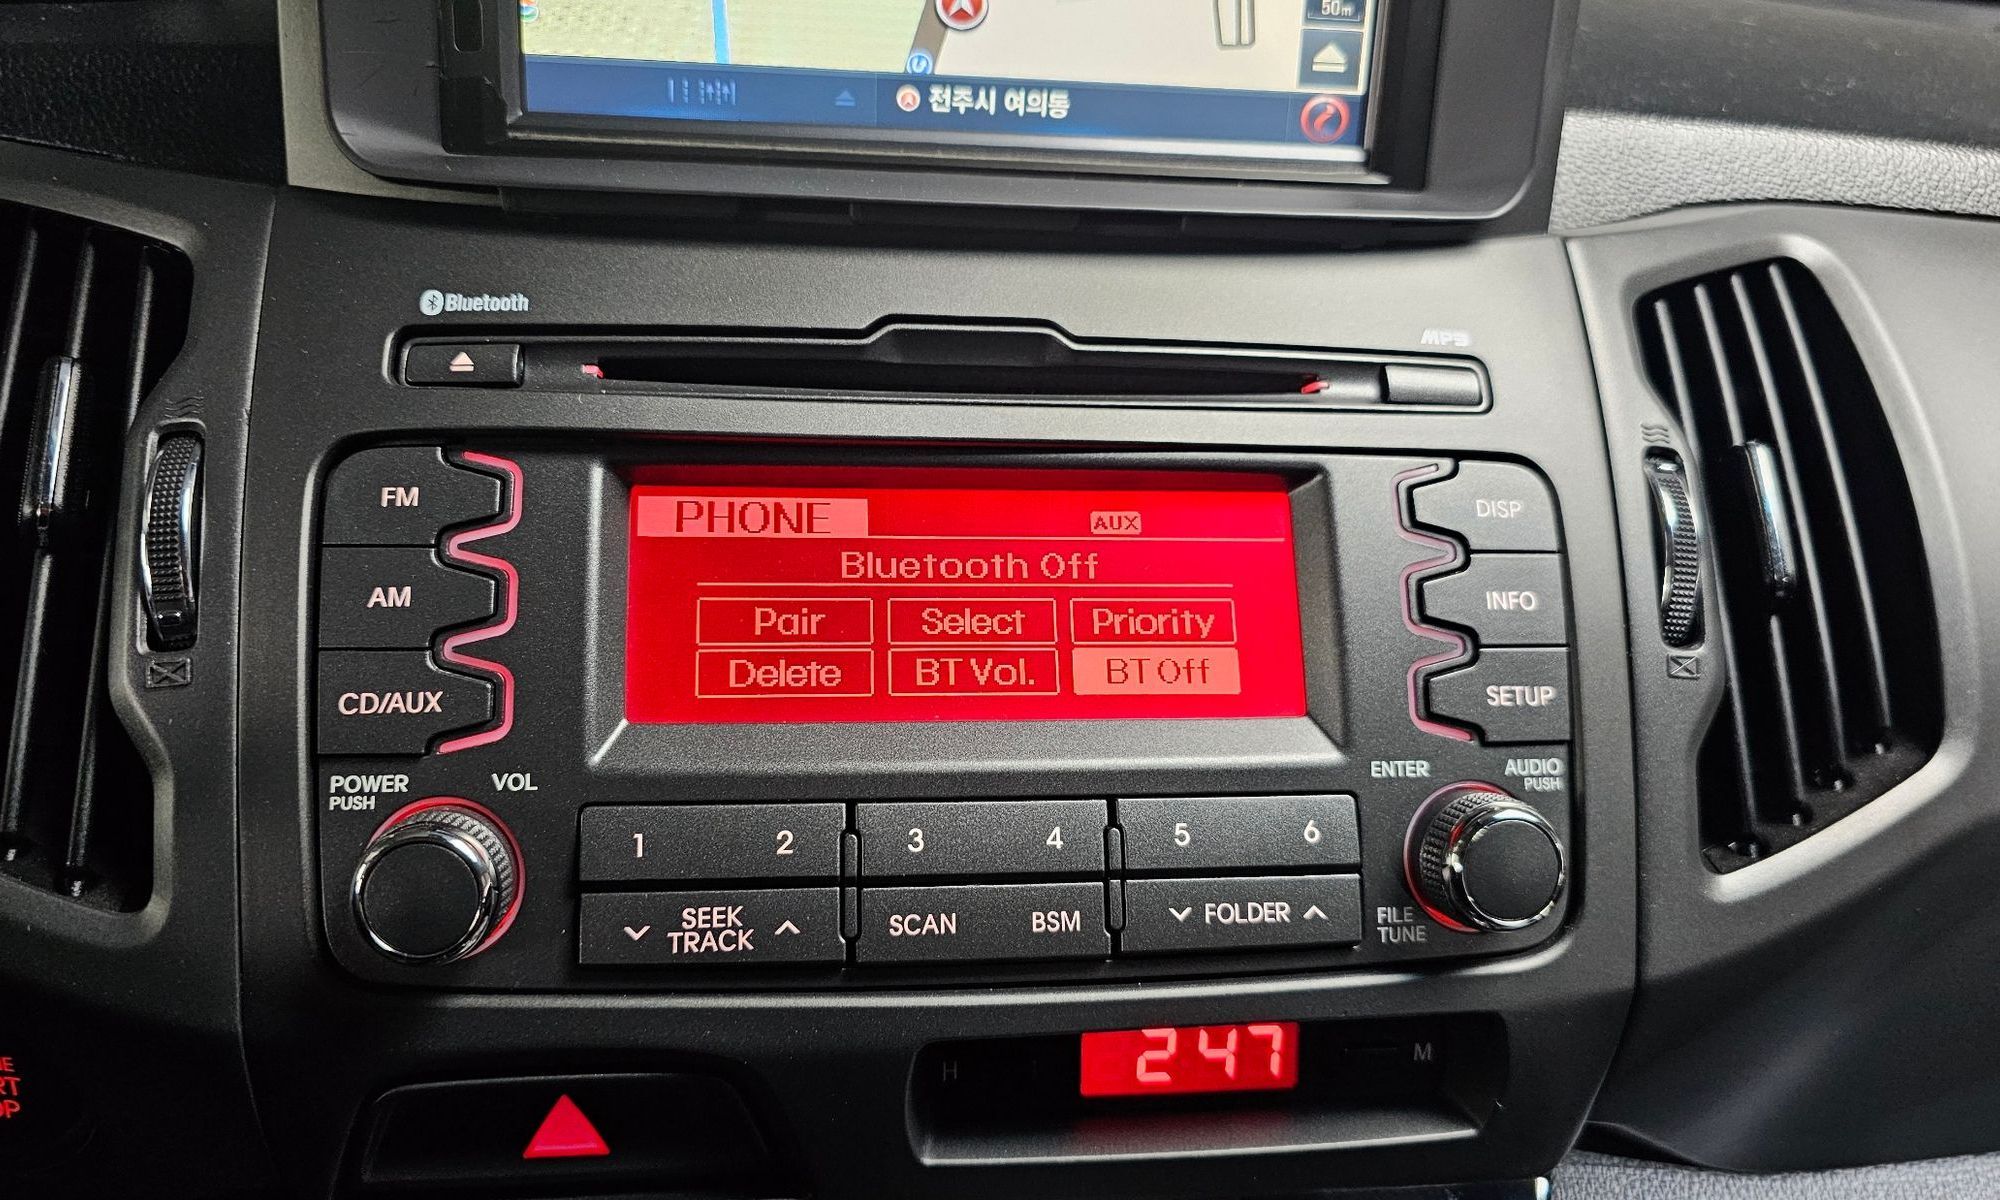 50m
전주시 여의동
Bluetooth
MP3
FM
AM
CD/AUX
PHONE
AUX
Bluetooth Off
Pair Select Priority
Delete BT Vol. BT Off
DISP
INFO
SETUP
POWER
PUSH
VOL
ENTER
AUDIO
PUSH
1 2 3 4 5 6
SEEK
TRACK
SCAN BSM
FOLDER
FILE
TUNE
H 2:47 M